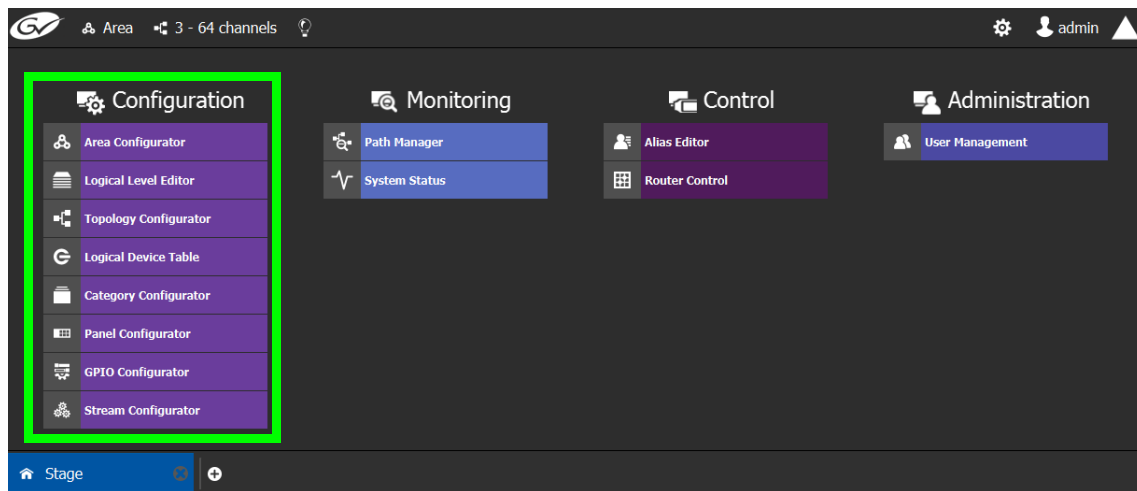 GV Area 3 - 64 channels admin
Configuration
Area Configurator
Logical Level Editor
Topology Configurator
Logical Device Table
Category Configurator
Panel Configurator
GPIO Configurator
Stream Configurator
Monitoring
Path Manager
System Status
Control
Alias Editor
Router Control
Administration
User Management
Stage